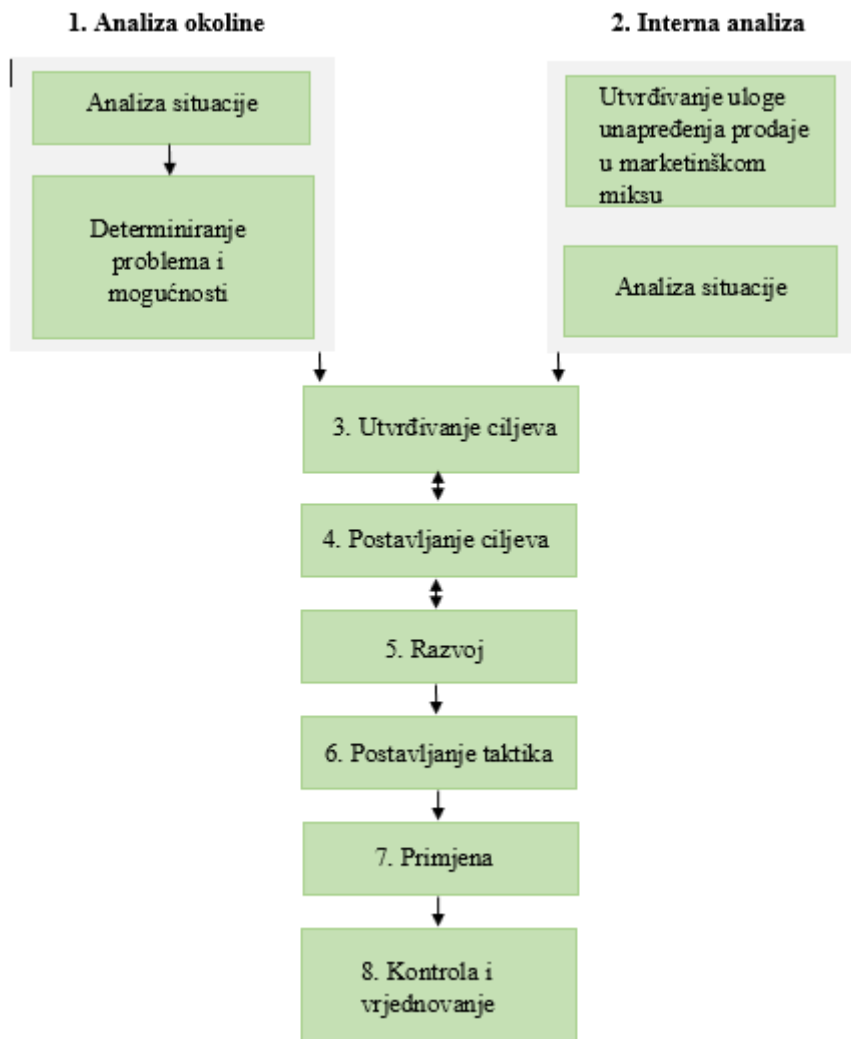 1. Analiza okoline
2. Interna analiza
Analiza situacije
Determiniranje
problema i
mogućnosti
Utvrđivanje uloge
unapređenja prodaje
u marketinškom
miksu
Analiza situacije
3. Utvrđivanje ciljeva
4. Postavljanje ciljeva
5. Razvoj
6. Postavljanje taktika
7. Primjena
8. Kontrola i
vrjednovanje